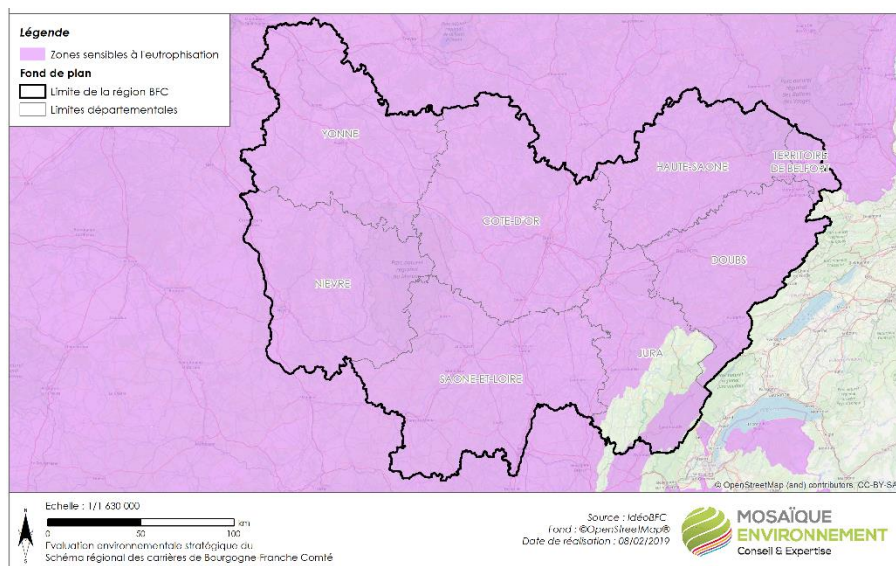 Légende
Zones sensibles à l'eutrophisation
Fond de plan
Limite de la région BFC
Limites départementales
YONNE
HAUTE-SAONE
TERRITOIRE
DE BELFORT
COTE-D'OR
DOUBS
NIEVRE
JURA
SAONE-ET-LOIRE
© OpenStreetMap (and) contributors, CC-BY-SA
Echelle : 1/1 630 000
0 50 100
km
N
S
Evaluation environnementale stratégique du
Schéma régional des carrières de Bourgogne Franche Comté
Source : IdéoBFC
Fond : ©OpenStreetMap®
Date de réalisation : 08/02/2019
MOSAÏQUE
ENVIRONNEMENT
Conseil & Expertise